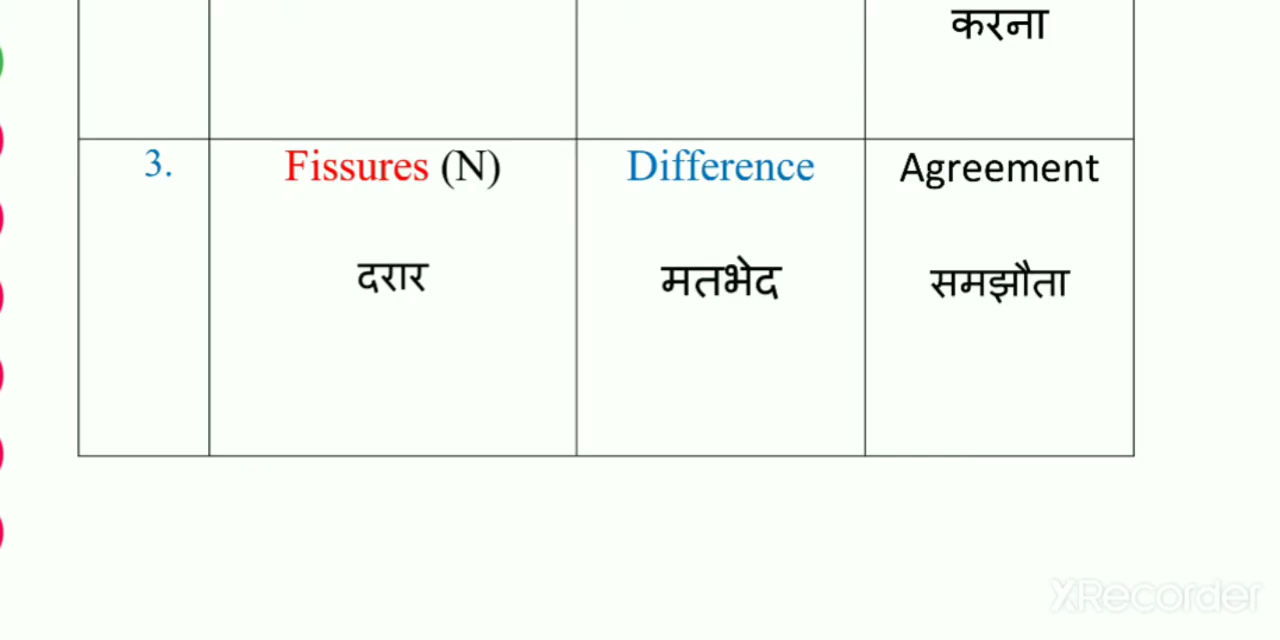 करना
3. Fissures (N) Difference Agreement
दरार मतभेद समझौता
XRecorder